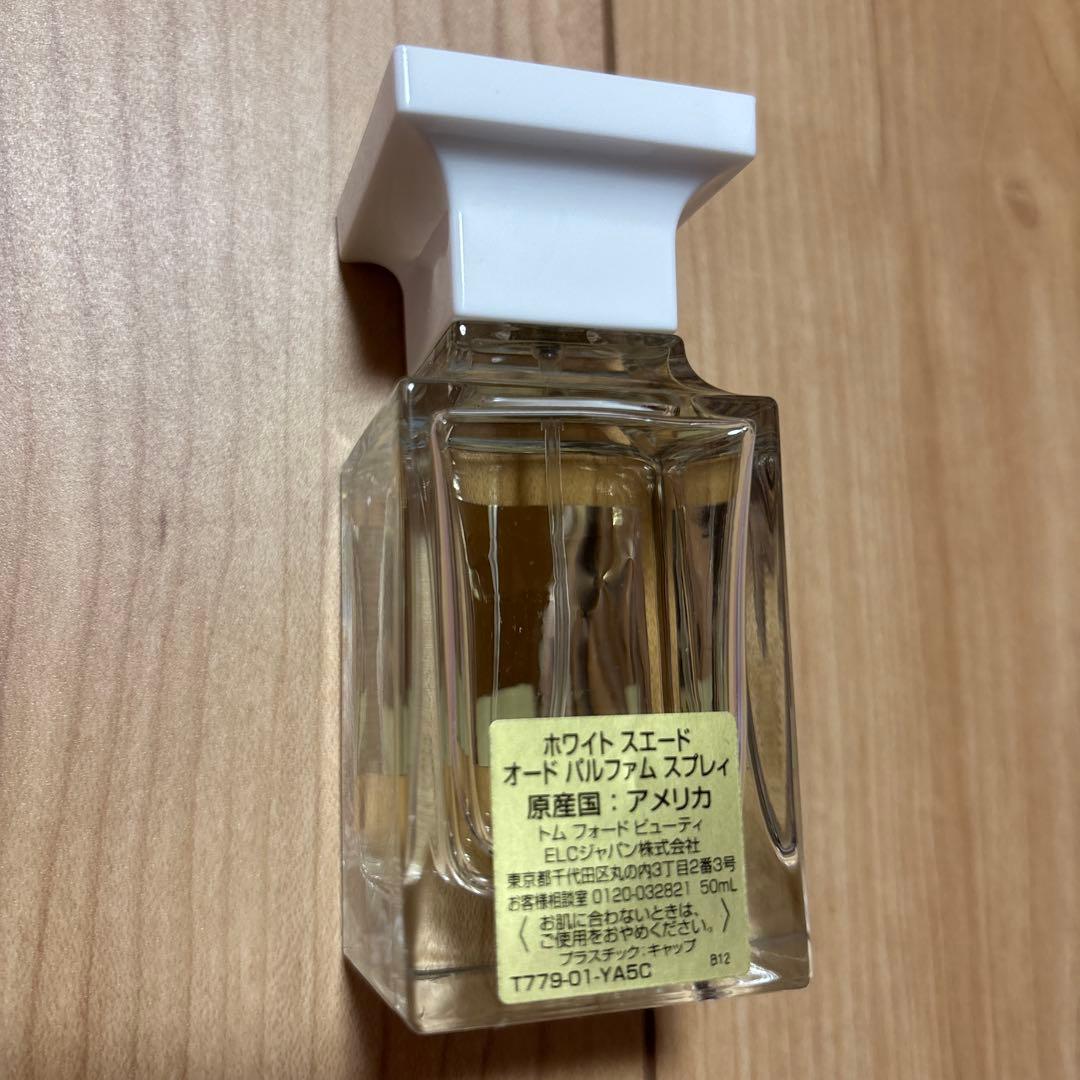 ホワイト スエード
オード パルファム スプレィ
原産国：アメリカ
トム フォード ビューティ
ELCジャパン株式会社
東京都千代田区丸の内3丁目2番3号
お客様相談室 0120-032821 50mL
〈お肌に合わないときは、
ご使用をおやめください。〉
プラスチック：キャップ
T779-01-YA5C B12